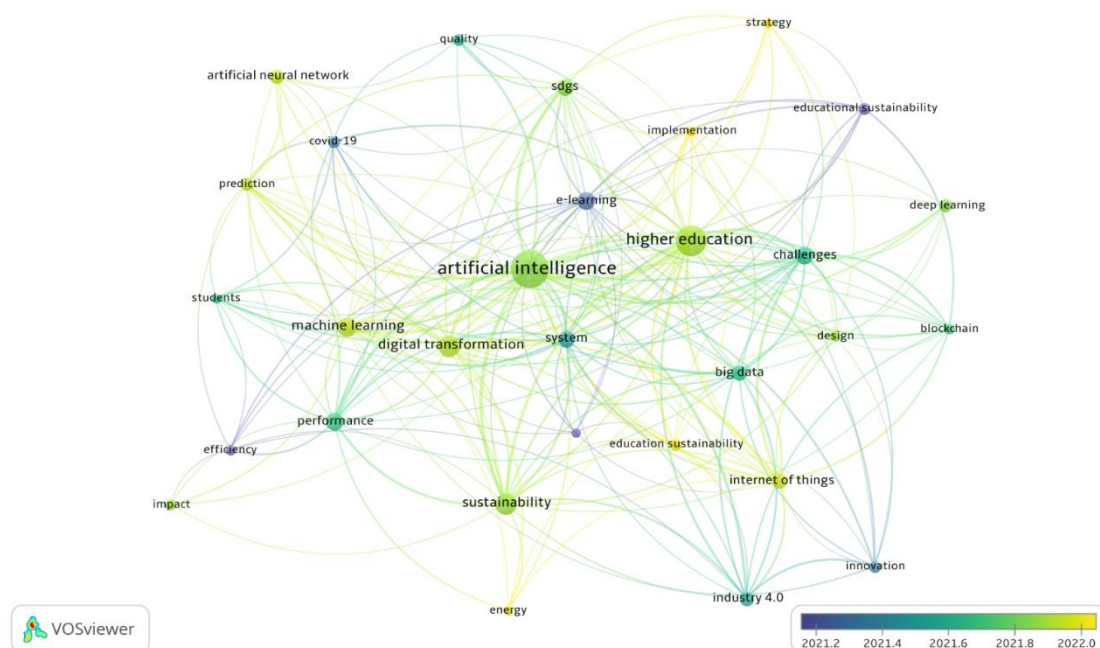 strategy
quality
artificial neural network
sdgs
educational sustainability
implementation
covid-19
prediction
e-learning
deep learning
higher education
challenges
artificial intelligence
students
machine learning
digital transformation
system
design
blockchain
big data
performance
education sustainability
efficiency
internet of things
impact
sustainability
innovation
industry 4.0
energy
VOSviewer
2021.2 2021.4 2021.6 2021.8 2022.0